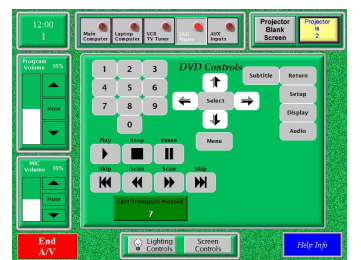 12:00
1
Main
Computer
Laptop
Computer
VCR
TV Tuner
DVD
Player
AUX
Inputs
Projector
Blank
Screen
Projector
is
2
Program
Volume 50%
Mute
MIC
Volume 50%
Mute
DVD Controls
1 2 3
4 5 6
7 8 9
0
Select
Menu
Subtitle
Return
Setup
Display
Audio
Play Stop Pause
Skip Scan Scan Skip
Last Transport Pressed
7
End
A/V
Lighting
Controls
Screen
Controls
Help Info